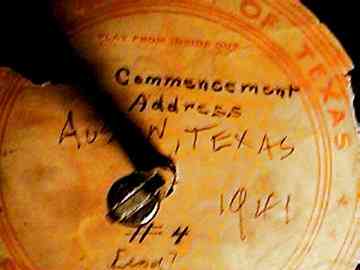 OF TEXAS
PLAY FROM INSIDE OUT
Commencement
Address
AUSTIN, TEXAS
1941
#4